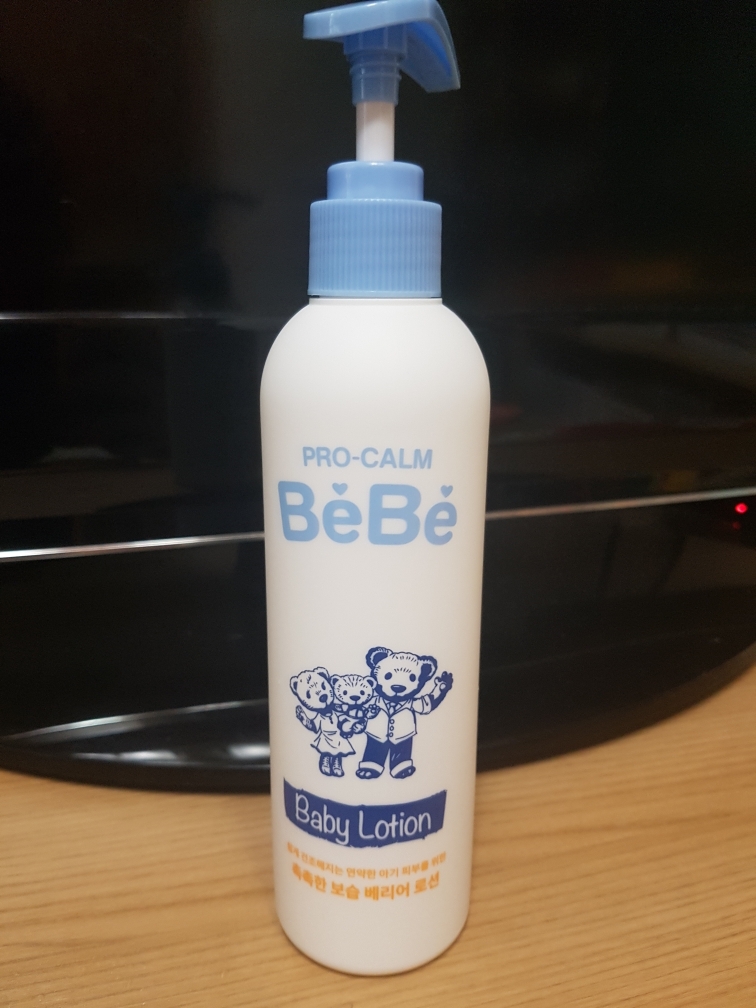 PRO-CALM
BeBe
Baby Lotion
쉽게 건조해지는 연약한 아기 피부를 위한
촉촉한 보습 베리어 로션